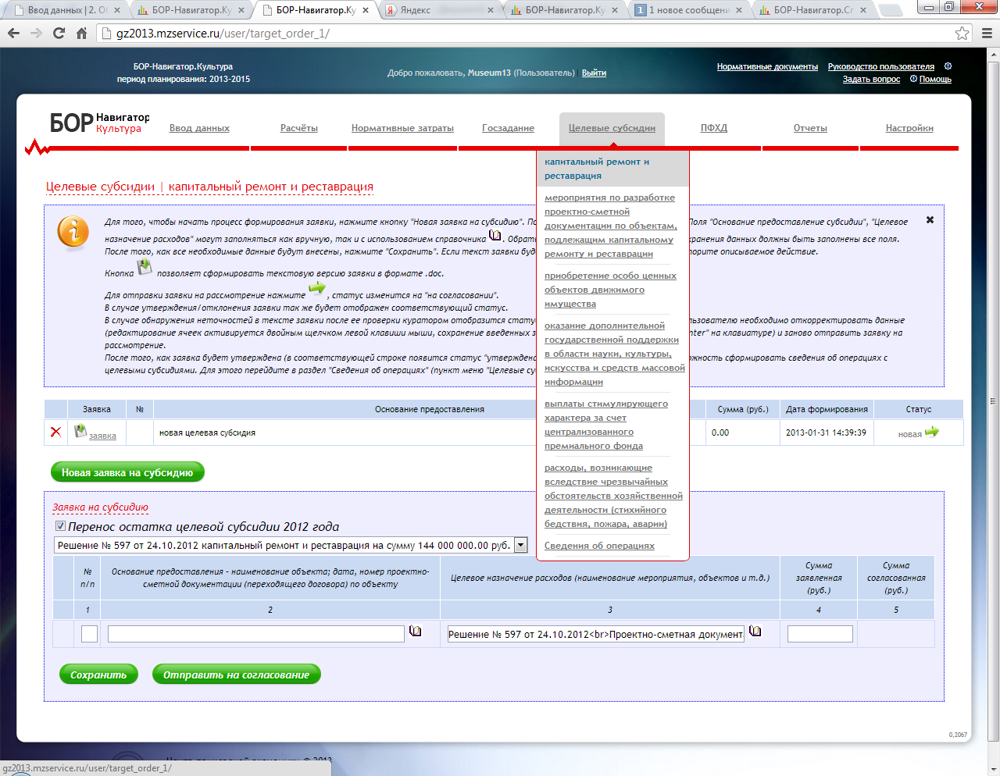 Ввод данных | 2. Об
БОР-Навигатор.Ку
БОР-Навигатор.Ку
Яндекс
БОР-Навигатор.Ку
1 новое сообщени
БОР-Навигатор.Сп
gz2013.mzservice.ru/user/target_order_1/
БОР-Навигатор.Культура
период планирования: 2013-2015
Добро пожаловать, Museum13 (Пользователь) | Выйти
Нормативные документы Руководство пользователя
Задать вопрос Помощь
БОР Навигатор Культура
Ввод данных
Расчёты
Нормативные затраты
Госзадание
Целевые субсидии
ПФХД
Отчеты
Настройки
капитальный ремонт и
реставрация
мероприятия по разработке
проектно-сметной
документации по объектам,
подлежащим капитальному
ремонту и реставрации
приобретение особо ценных
объектов движимого
имущества
оказание дополнительной
государственной поддержки
в области науки, культуры,
искусства и средств массовой
информации
выплаты стимулирующего
характера за счет
централизованного
премиального фонда
расходы, возникающие
вследствие чрезвычайных
обстоятельств хозяйственной
деятельности (стихийного
бедствия, пожара, аварии)
Сведения об операциях
Целевые субсидии | капитальный ремонт и реставрация
Для того, чтобы начать процесс формирования заявки, нажмите кнопку "Новая заявка на субсидию". По Поля "Основание предоставление субсидии", "Целевое
назначение расходов" могут заполняться как вручную, так и с использованием справочника . Обрати хранения данных должны быть заполнены все поля.
После того, как все необходимые данные будут внесены, нажмите "Сохранить". Если текст заявки буд торите описываемое действие.
Кнопка позволяет сформировать текстовую версию заявки в формате .doc.
Для отправки заявки на рассмотрение нажмите , статус изменится на "на согласовании".
В случае утверждения/отклонения заявки так же будет отображен соответствующий статус.
В случае обнаружения неточностей в тексте заявки после ее проверки куратором отобразится стату льзователю необходимо откорректировать данные
(редактирование ячеек активируется двойным щелчком левой клавиши мыши, сохранение введенных з nter" на клавиатуре) и заново отправить заявку на
рассмотрение.
После того, как заявка будет утверждена (в соответствующей строке появится статус "утверждена жность сформировать сведения об операциях с
целевыми субсидиями. Для этого перейдите в раздел "Сведения об операциях" (пункт меню "Целевые су
Заявка
№
Основание предоставления
Сумма (руб.)
Дата формирования
Статус
заявка
новая целевая субсидия
0.00
2013-01-31 14:39:39
новая
Новая заявка на субсидию
Заявка на субсидию
Перенос остатка целевой субсидии 2012 года
Решение № 597 от 24.10.2012 капитальный ремонт и реставрация на сумму 144 000 000.00 руб.
№
п/п
Основание предоставления - наименование объекта; дата, номер проектно-
сметной документации (переходящего договора) по объекту
Целевое назначение расходов (наименование мероприятия, объектов и т.д.)
Сумма
заявленная
(руб.)
Сумма
согласованная
(руб.)
1
2
3
4
5
Решение № 597 от 24.10.2012<br>Проектно-сметная документ
Сохранить
Отправить на согласование
0,2067
gz2013.mzservice.ru/user/target_order_1/